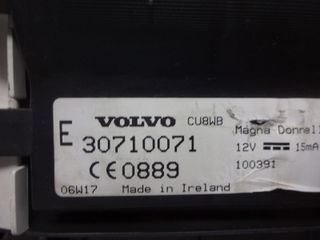 VOLVO CU8WB
E 30710071 Magna Donnell
CE0889 12V 15mA
100391
06W17 Made in Ireland